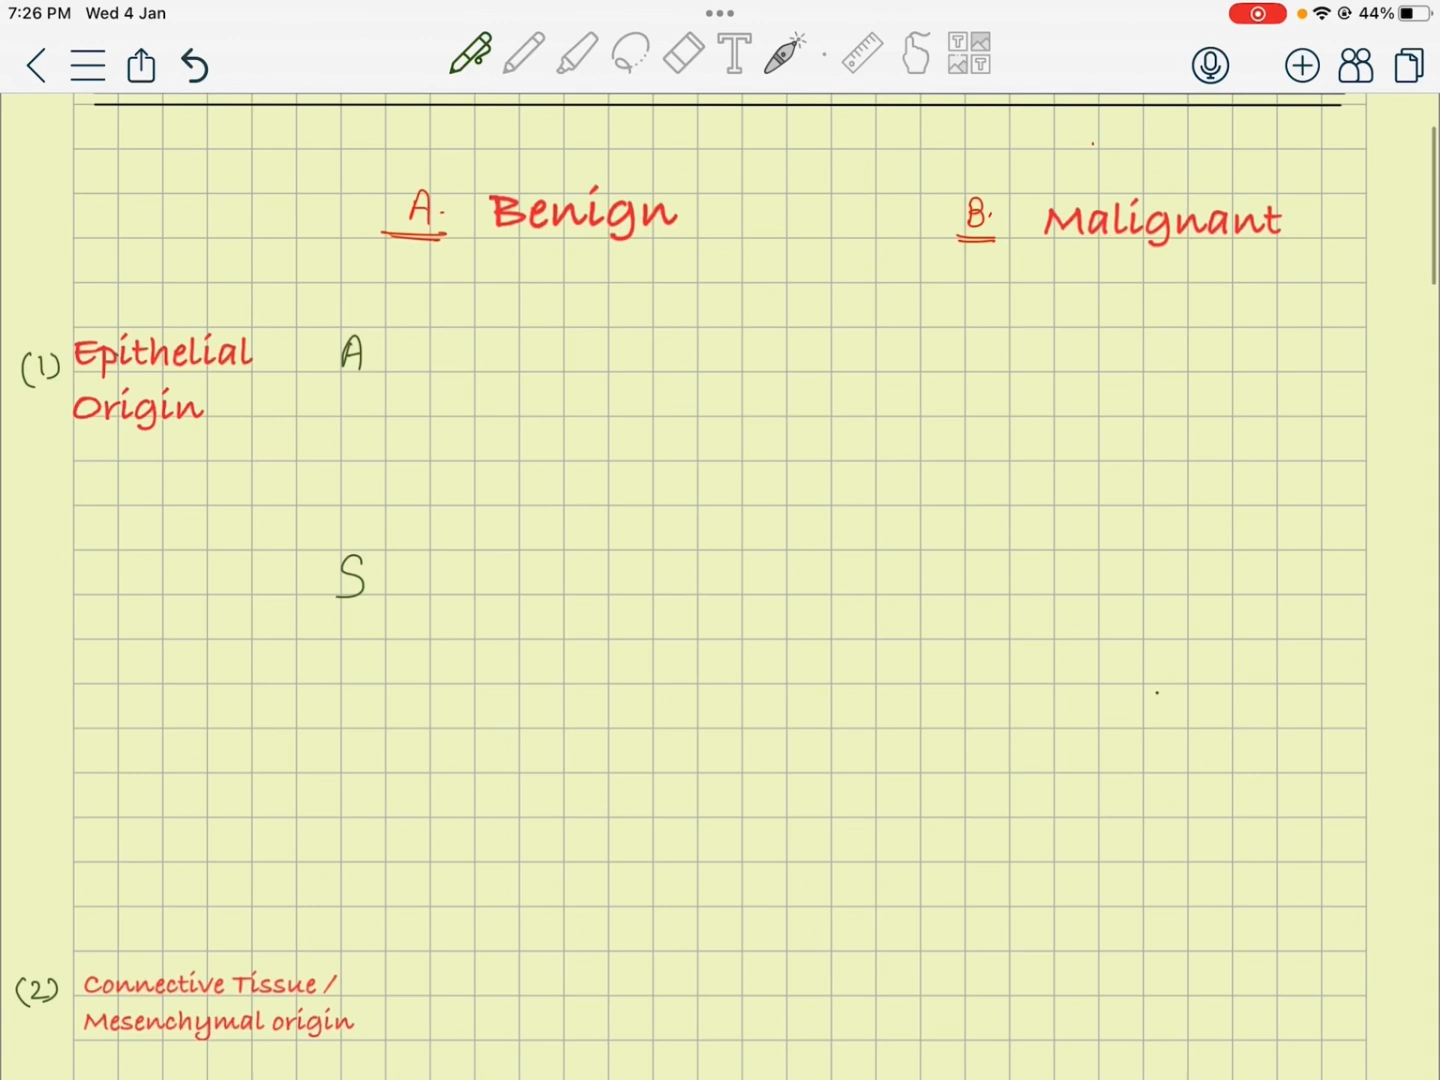 7:26 PM Wed 4 Jan 44%
A. Benign B. Malignant
(1) Epithelial A
Origin
S
(2) Connective Tissue /
Mesenchymal origin